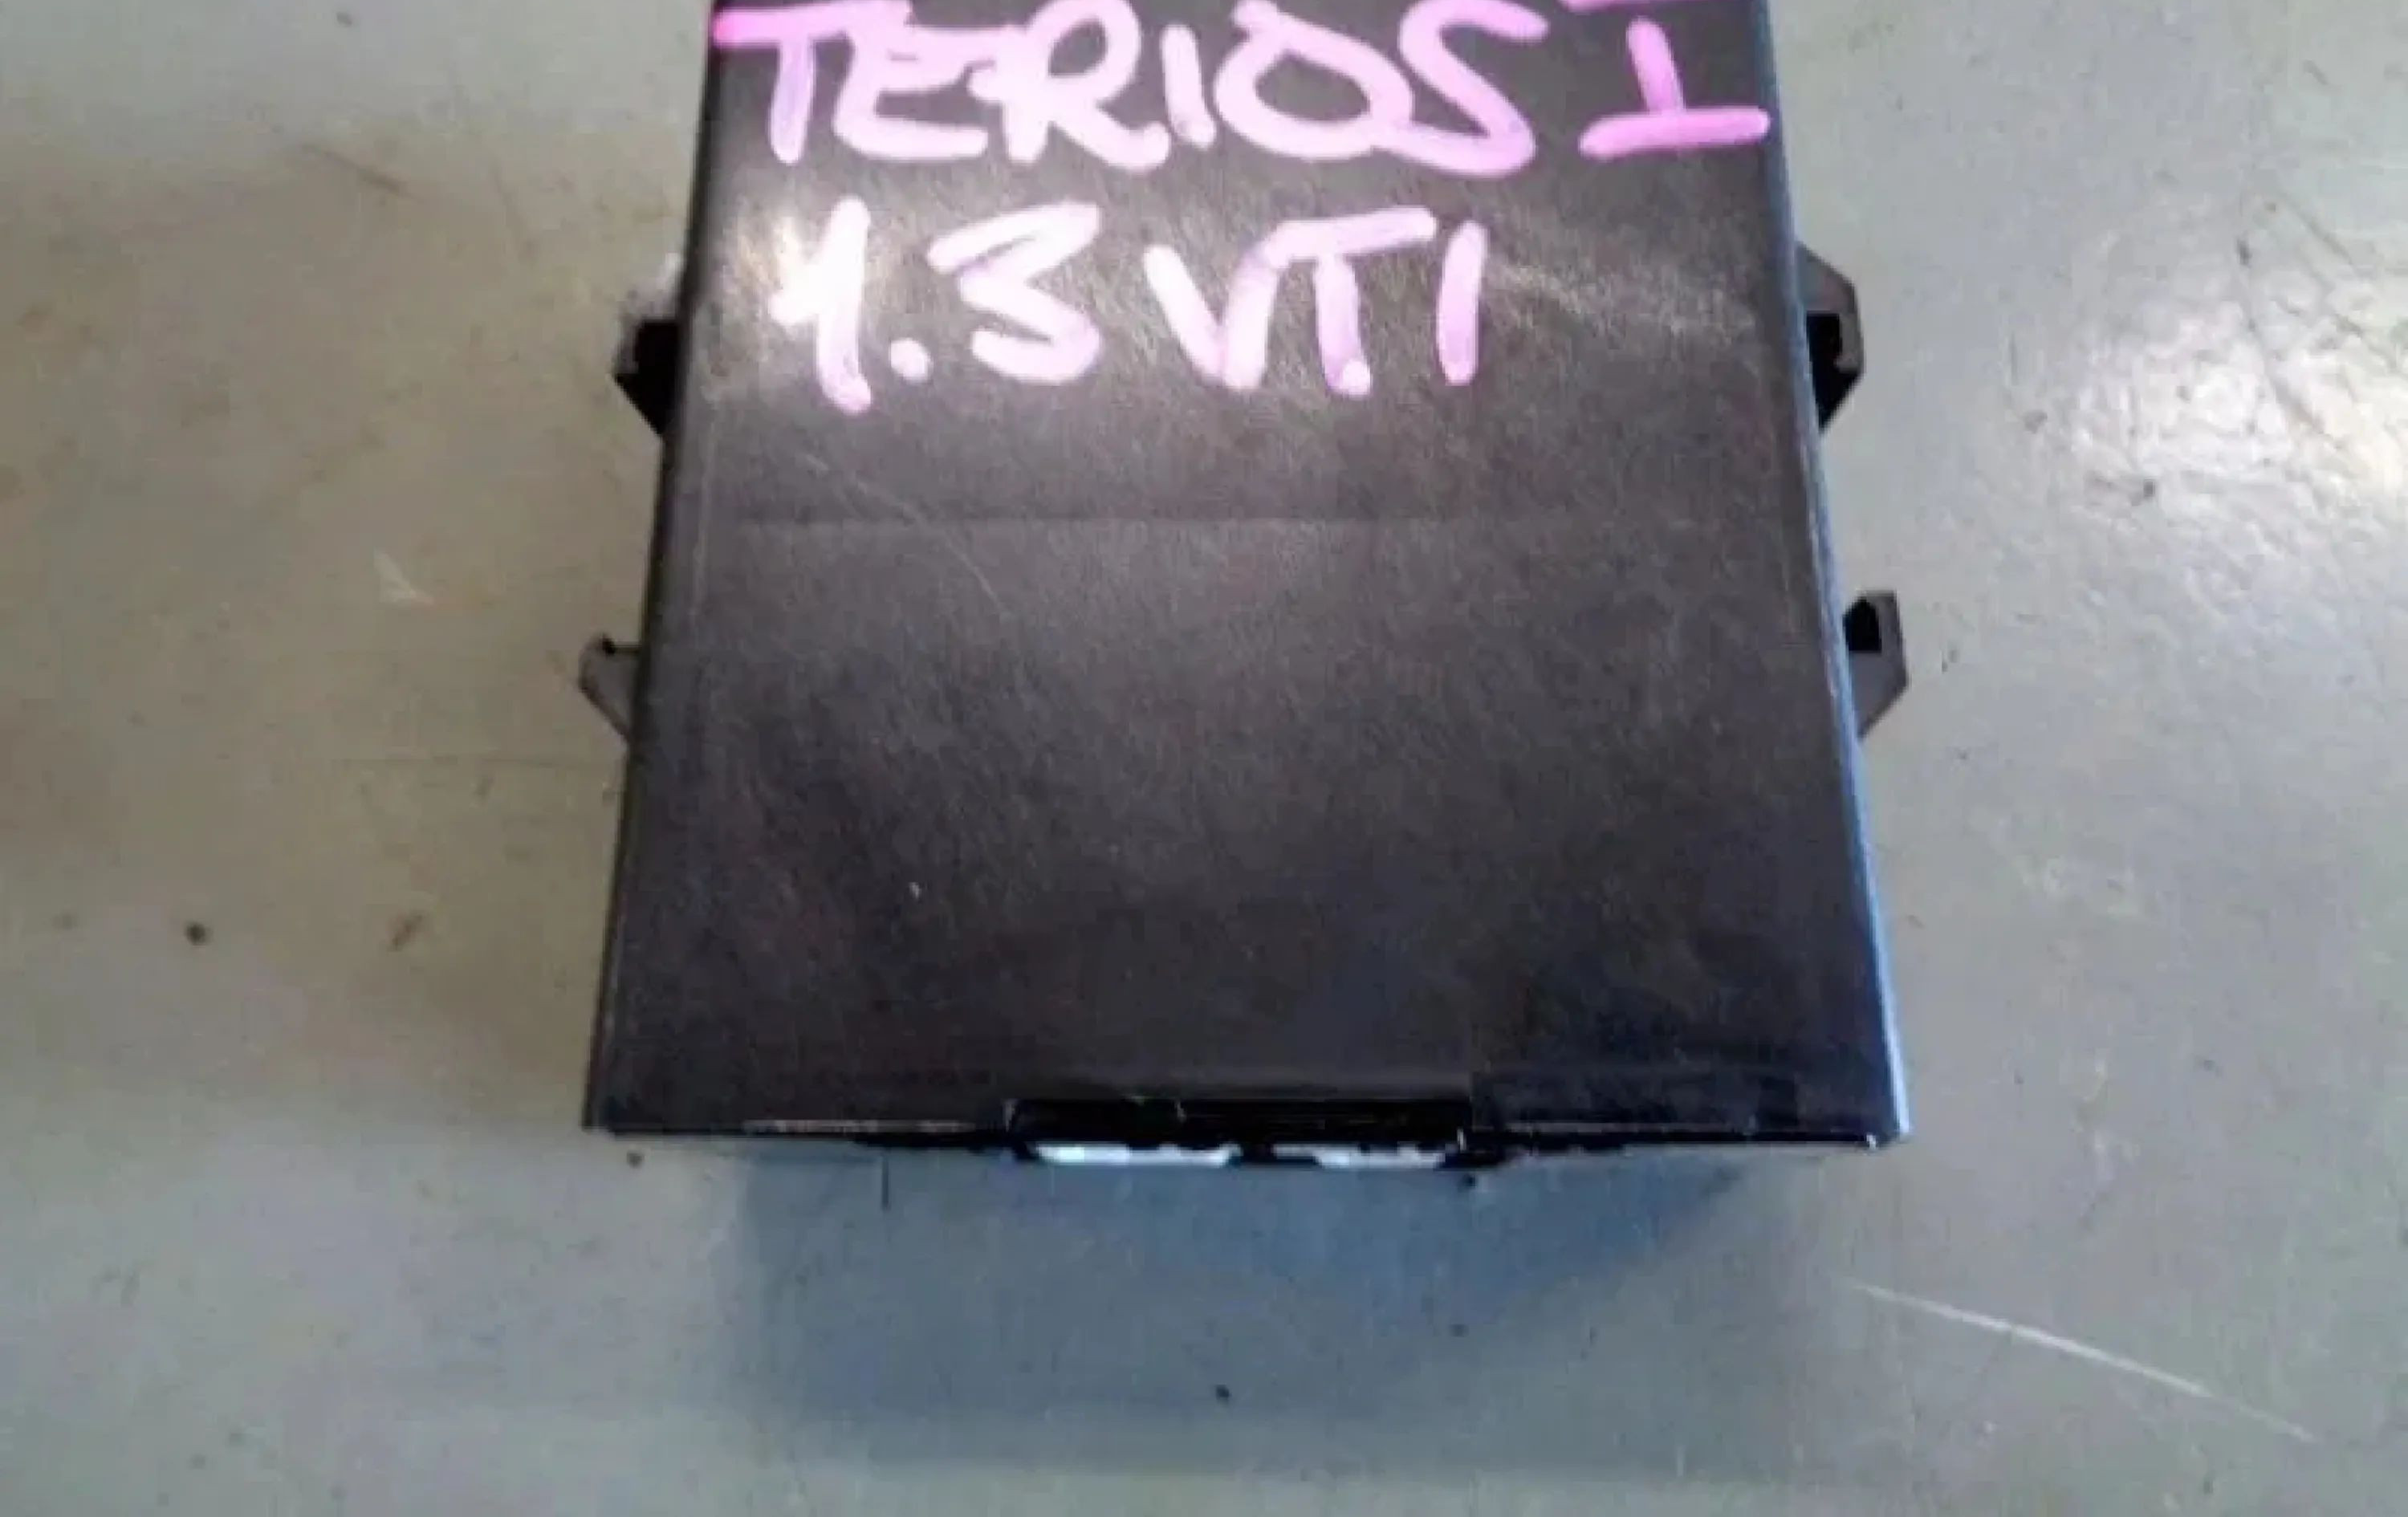 TERIOS I
1.3 VTI